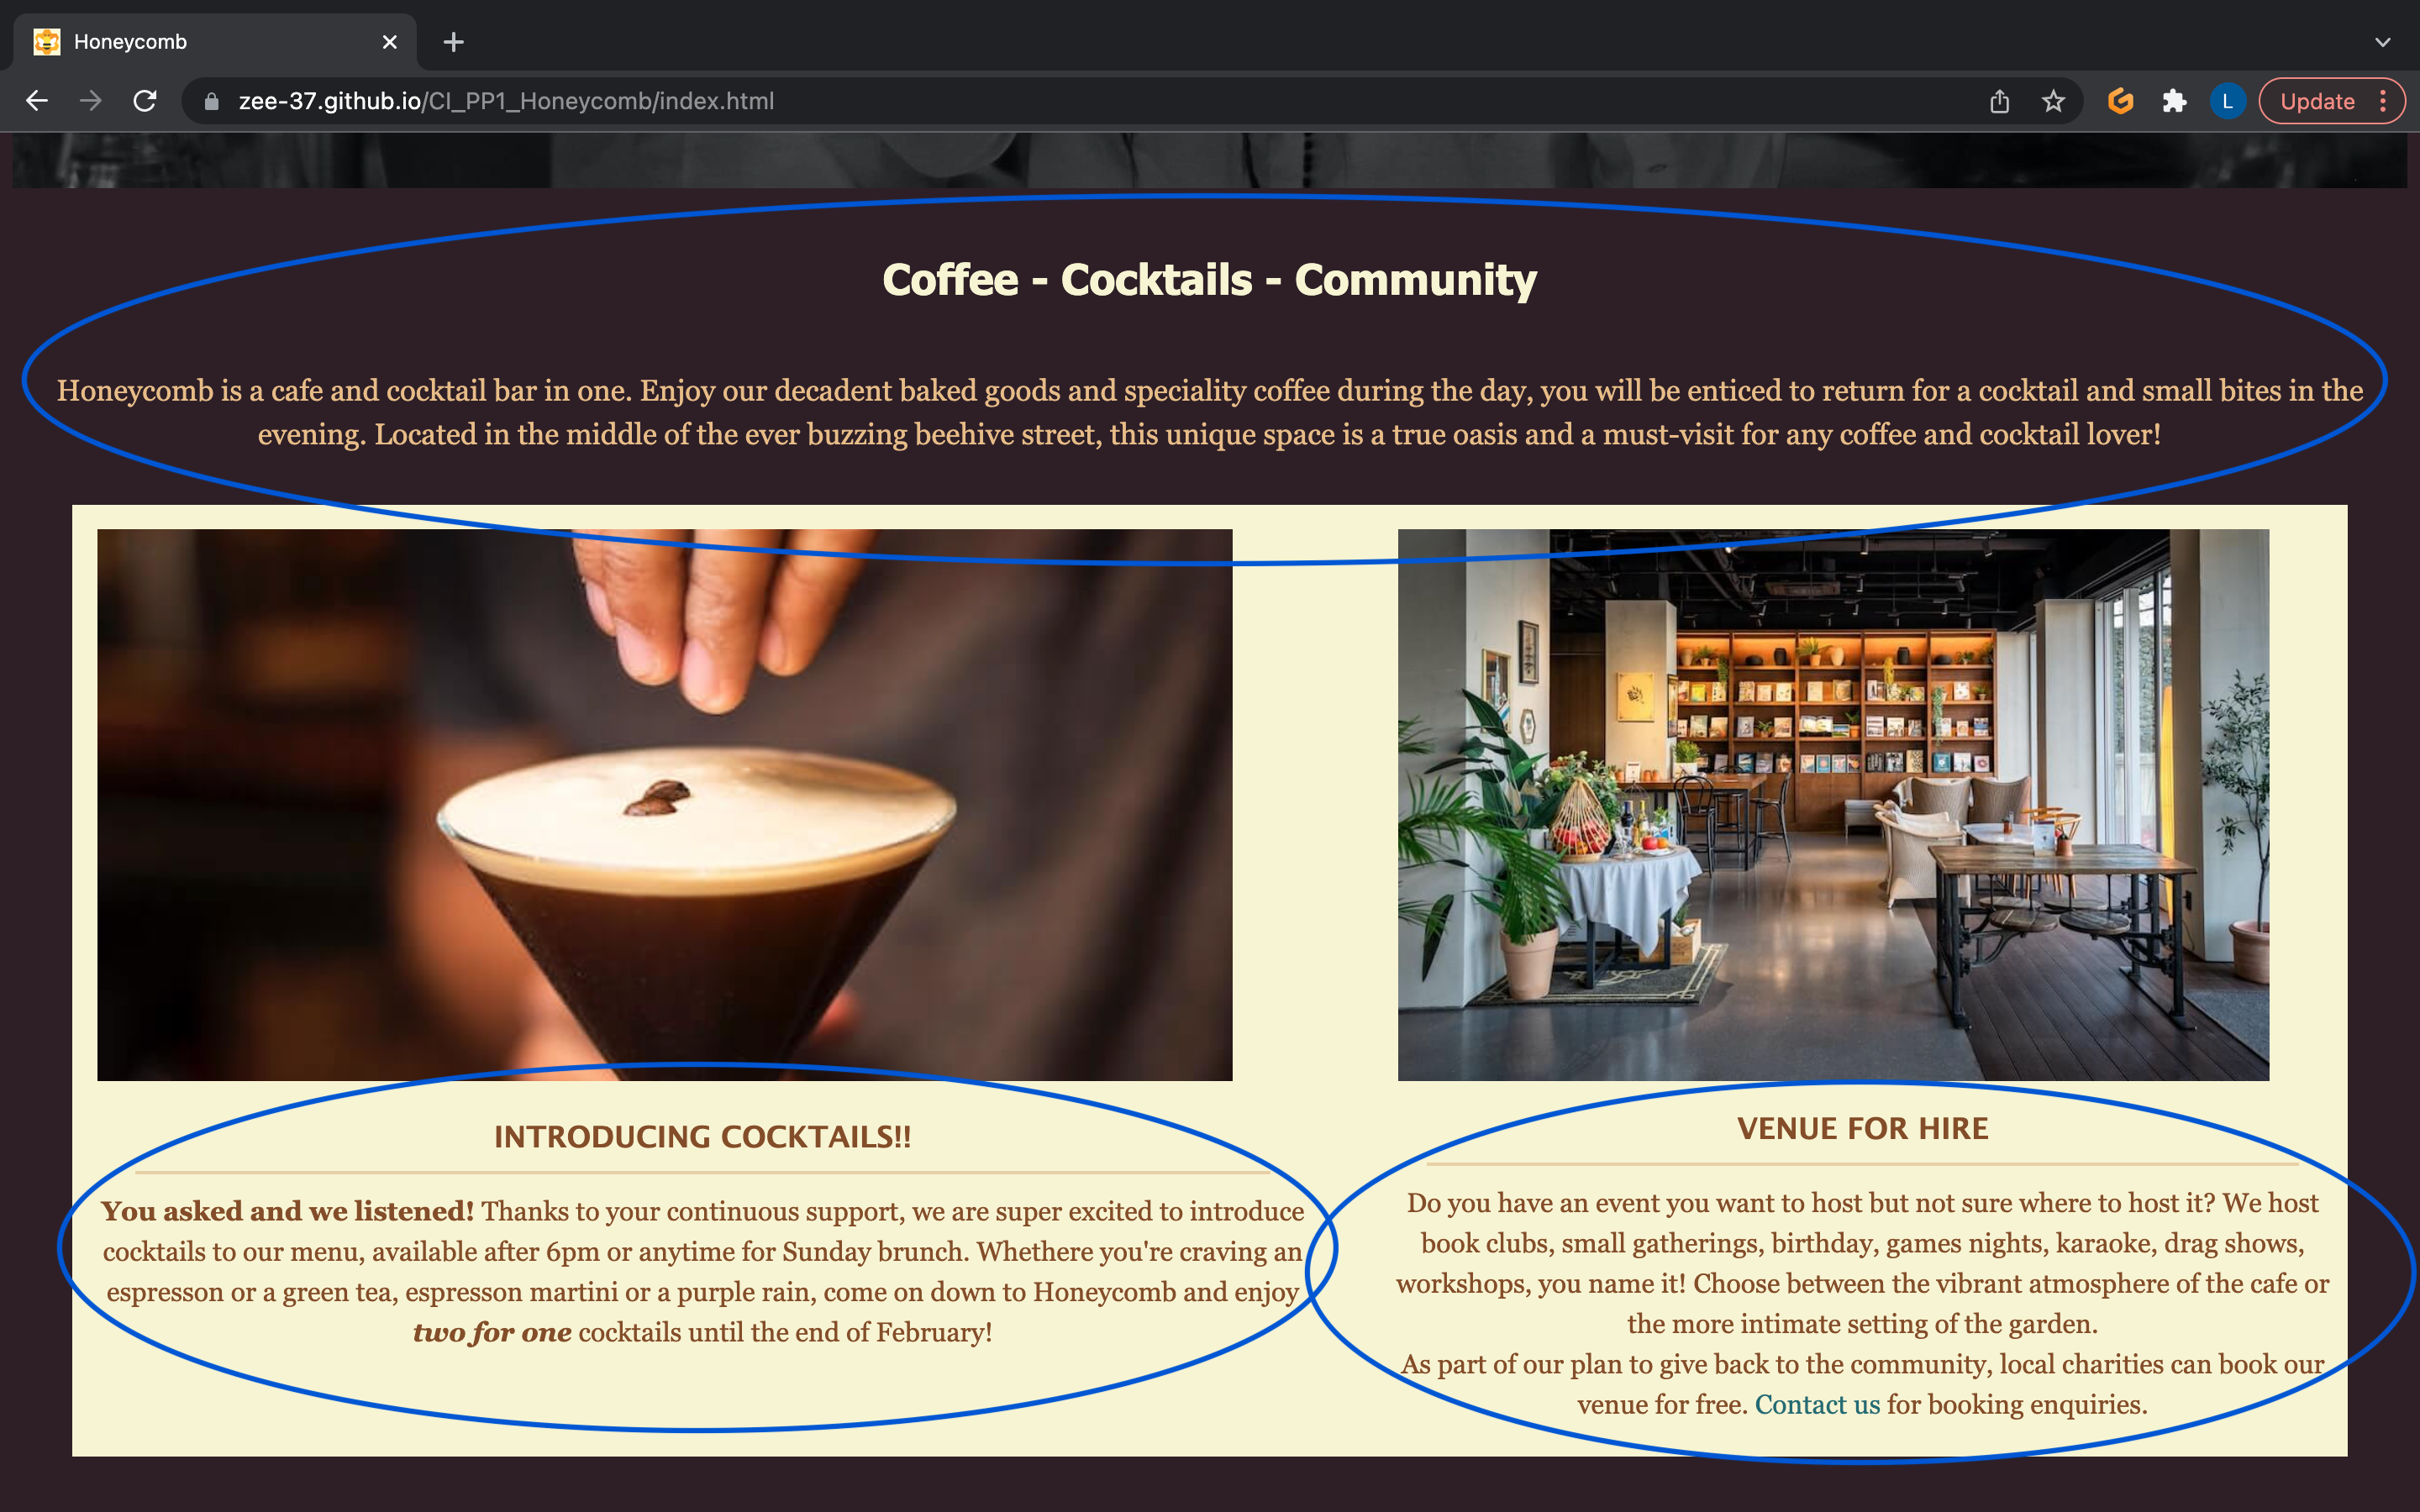 Honeycomb
zee-37.github.io/CI_PP1_Honeycomb/index.html
L
Update
Coffee - Cocktails - Community
Honeycomb is a cafe and cocktail bar in one. Enjoy our decadent baked goods and speciality coffee during the day, you will be enticed to return for a cocktail and small bites in the
evening. Located in the middle of the ever buzzing beehive street, this unique space is a true oasis and a must-visit for any coffee and cocktail lover!
INTRODUCING COCKTAILS!!
You asked and we listened! Thanks to your continuous support, we are super excited to introduce
cocktails to our menu, available after 6pm or anytime for Sunday brunch. Whethere you're craving an
espresson or a green tea, espresson martini or a purple rain, come on down to Honeycomb and enjoy
two for one cocktails until the end of February!
VENUE FOR HIRE
Do you have an event you want to host but not sure where to host it? We host
book clubs, small gatherings, birthday, games nights, karaoke, drag shows,
workshops, you name it! Choose between the vibrant atmosphere of the cafe or
the more intimate setting of the garden.
As part of our plan to give back to the community, local charities can book our
venue for free. Contact us for booking enquiries.